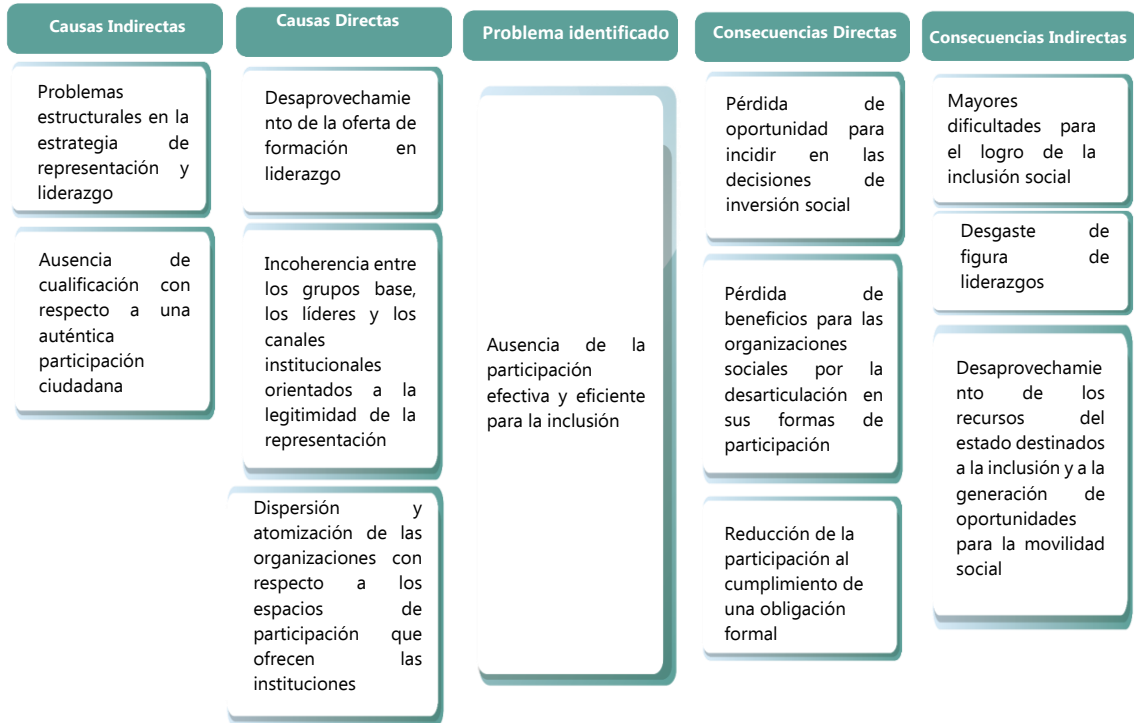 Causas Indirectas
Problemas
estructurales en la
estrategia de
representación y
liderazgo
Ausencia de
cualificación con
respecto a una
auténtica
participación
ciudadana
Causas Directas
Desaprovechamie
nto de la oferta de
formación en
liderazgo
Incoherencia entre
los grupos base,
los líderes y los
canales
institucionales
orientados a la
legitimidad de la
representación
Dispersión y
atomización de las
organizaciones con
respecto a los
espacios de
participación que
ofrecen las
instituciones
Problema identificado
Ausencia de la
participación
efectiva y eficiente
para la inclusión
Consecuencias Directas
Pérdida de
oportunidad para
incidir en las
decisiones de
inversión social
Pérdida de
beneficios para las
organizaciones
sociales por la
desarticulación en
sus formas de
participación
Reducción de la
participación al
cumplimiento de
una obligación
formal
Consecuencias Indirectas
Mayores
dificultades para
el logro de la
inclusión social
Desgaste de
figura de
liderazgos
Desaprovechamie
nto de los
recursos del
estado destinados
a la inclusión y a la
generación de
oportunidades
para la movilidad
social